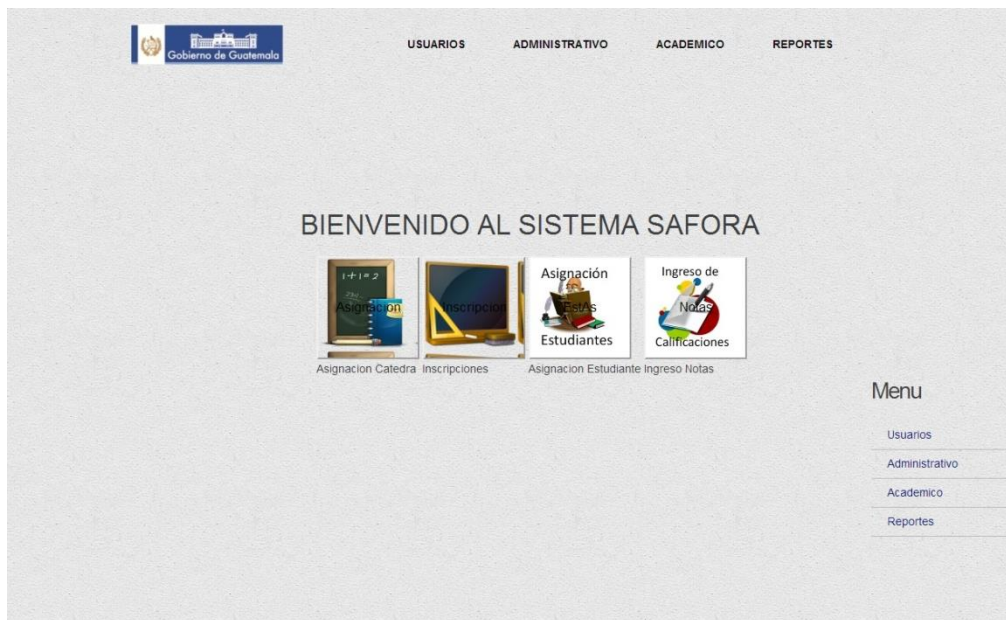 Gobierno de Guatemala
USUARIOS ADMINISTRATIVO ACADEMICO REPORTES
BIENVENIDO AL SISTEMA SAFORA
1+1=2
Asignacion
Inscripcion
Asignación
EstAs
Estudiantes
Ingreso de
Notas
Calificaciones
Asignacion Catedra Inscripciones Asignacion Estudiante Ingreso Notas
Menu
Usuarios
Administrativo
Academico
Reportes